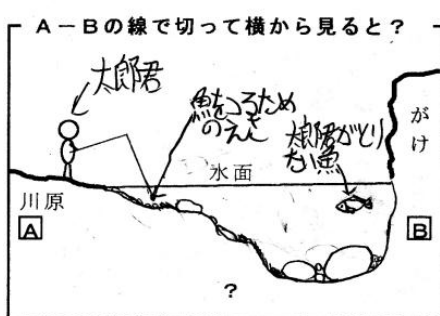 A－Bの線で切って横から見ると？
太郎君
魚をつるため
のえさ
太郎君がとり
たい魚
水面
がけ
川原
A
B
?